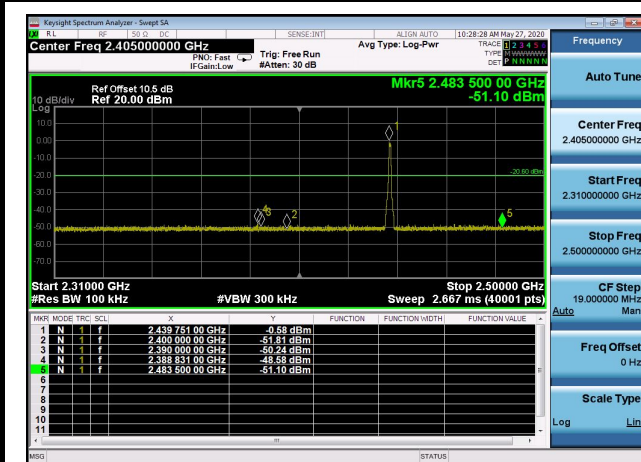 Keysight Spectrum Analyzer - Swept SA
RL RF 50 Ω DC SENSE:INT ALIGN AUTO 10:28:28 AM May 27, 2020
Center Freq 2.405000000 GHz
PNO: Fast
IFGain:Low
Trig: Free Run
#Atten: 30 dB
Avg Type: Log-Pwr
TRACE 1 2 3 4 5 6
TYPE M WWWWW
DET P NNNNN
Ref Offset 10.5 dB
10 dB/div Ref 20.00 dBm
Log
Mkr5 2.483 500 00 GHz
-51.10 dBm
10.0
0.00
-10.0
-20.0
-30.0
-40.0
-50.0
-60.0
-70.0
1
-20.60 dBm
2
3
4
5
Start 2.31000 GHz Stop 2.50000 GHz
#Res BW 100 kHz #VBW 300 kHz Sweep 2.667 ms (40001 pts)
MKR MODE TRC SCL X Y FUNCTION FUNCTION WIDTH FUNCTION VALUE
1 N 1 f 2.439 751 00 GHz -0.58 dBm
2 N 1 f 2.400 000 00 GHz -51.81 dBm
3 N 1 f 2.390 000 00 GHz -50.24 dBm
4 N 1 f 2.388 831 00 GHz -48.58 dBm
5 N 1 f 2.483 500 00 GHz -51.10 dBm
6
7
8
9
10
11
MSG STATUS
Frequency
Auto Tune
Center Freq
2.405000000 GHz
Start Freq
2.310000000 GHz
Stop Freq
2.500000000 GHz
CF Step
19.000000 MHz
Auto Man
Freq Offset
0 Hz
Scale Type
Log Lin